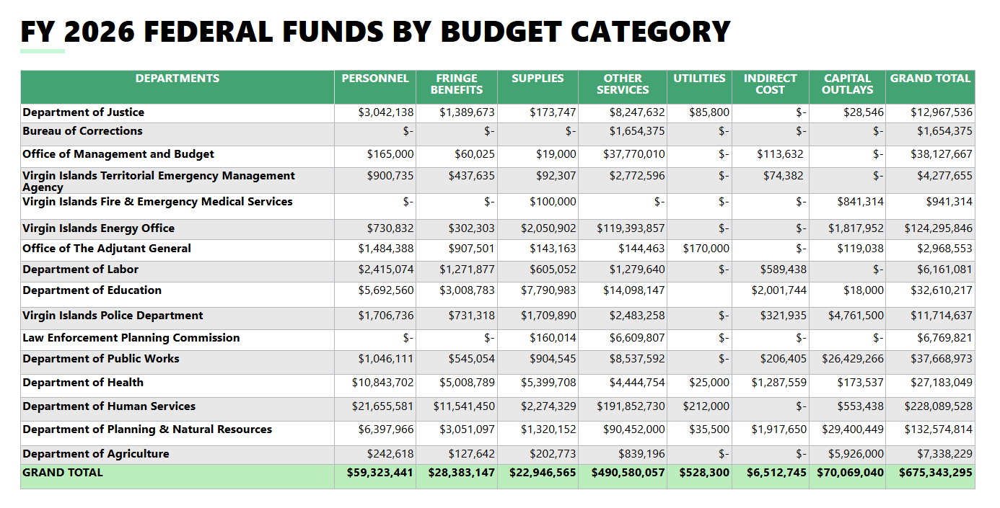 FY 2026 FEDERAL FUNDS BY BUDGET CATEGORY
DEPARTMENTS PERSONNEL FRINGE BENEFITS SUPPLIES OTHER SERVICES UTILITIES INDIRECT COST CAPITAL OUTLAYS GRAND TOTAL
Department of Justice $3,042,138 $1,389,673 $173,747 $8,247,632 $85,800 $- $28,546 $12,967,536
Bureau of Corrections $- $- $- $1,654,375 $- $- $- $1,654,375
Office of Management and Budget $165,000 $60,025 $19,000 $37,770,010 $- $113,632 $- $38,127,667
Virgin Islands Territorial Emergency Management Agency $900,735 $437,635 $92,307 $2,772,596 $- $74,382 $- $4,277,655
Virgin Islands Fire & Emergency Medical Services $- $- $100,000 $- $- $- $841,314 $941,314
Virgin Islands Energy Office $730,832 $302,303 $2,050,902 $119,393,857 $- $- $1,817,952 $124,295,846
Office of The Adjutant General $1,484,388 $907,501 $143,163 $144,463 $170,000 $- $119,038 $2,968,553
Department of Labor $2,415,074 $1,271,877 $605,052 $1,279,640 $- $589,438 $- $6,161,081
Department of Education $5,692,560 $3,008,783 $7,790,983 $14,098,147 $2,001,744 $18,000 $32,610,217
Virgin Islands Police Department $1,706,736 $731,318 $1,709,890 $2,483,258 $- $321,935 $4,761,500 $11,714,637
Law Enforcement Planning Commission $- $- $160,014 $6,609,807 $- $- $- $6,769,821
Department of Public Works $1,046,111 $545,054 $904,545 $8,537,592 $- $206,405 $26,429,266 $37,668,973
Department of Health $10,843,702 $5,008,789 $5,399,708 $4,444,754 $25,000 $1,287,559 $173,537 $27,183,049
Department of Human Services $21,655,581 $11,541,450 $2,274,329 $191,852,730 $212,000 $- $553,438 $228,089,528
Department of Planning & Natural Resources $6,397,966 $3,051,097 $1,320,152 $90,452,000 $35,500 $1,917,650 $29,400,449 $132,574,814
Department of Agriculture $242,618 $127,642 $202,773 $839,196 $- $- $5,926,000 $7,338,229
GRAND TOTAL $59,323,441 $28,383,147 $22,946,565 $490,580,057 $528,300 $6,512,745 $70,069,040 $675,343,295